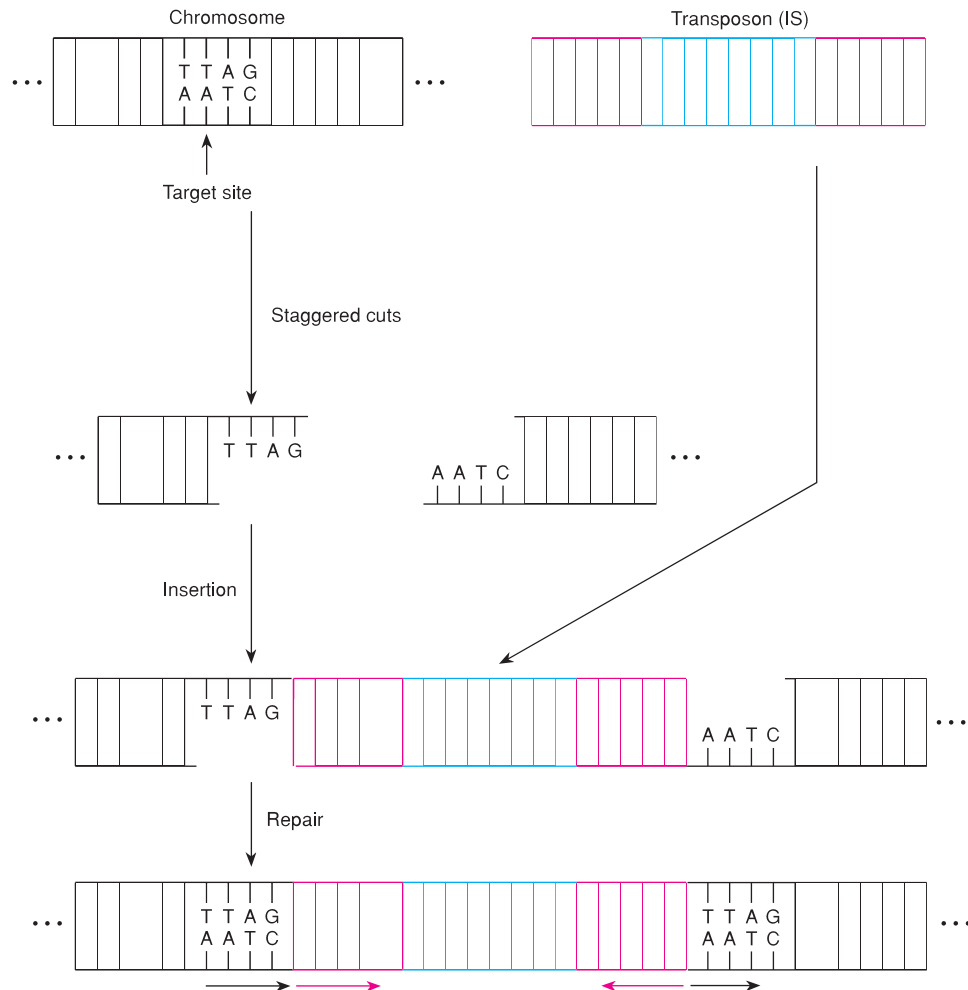 Chromosome
Transposon (IS)
... T T A G ...
A A T C
Target site
Staggered cuts
... T T A G
A A T C ...
Insertion
... T T A G
A A T C ...
Repair
... T T A G T T A G ...
A A T C A A T C